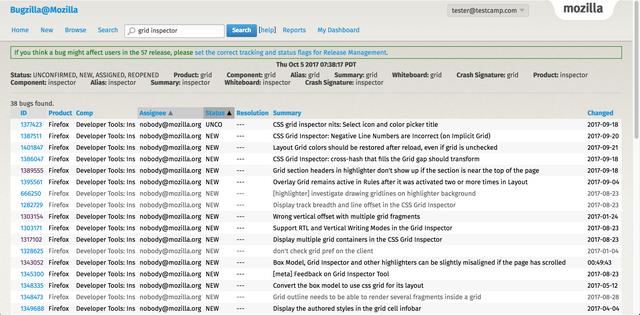 Bugzilla@Mozilla
tester@testcamp.com
mozilla
Home New Browse Search grid inspector Search [help] Reports My Dashboard
If you think a bug might affect users in the 57 release, please set the correct tracking and status flags for Release Management.
Thu Oct 5 2017 07:38:17 PDT
Status: UNCONFIRMED, NEW, ASSIGNED, REOPENED Product: grid Component: grid Alias: grid Summary: grid Whiteboard: grid Crash Signature: grid Product: inspector
Component: inspector Alias: inspector Summary: inspector Whiteboard: inspector Crash Signature: inspector
38 bugs found.
ID Product Comp Assignee ▲ Status ▲ Resolution Summary Changed
1377423 Firefox Developer Tools: Ins nobody@mozilla.org UNCO --- CSS grid inspector nits: Select icon and color picker title 2017-09-18
1387511 Firefox Developer Tools: Ins nobody@mozilla.org NEW --- CSS Grid Inspector: Negative Line Numbers are Incorrect (on Implicit Grid) 2017-09-20
1401847 Firefox Developer Tools: Ins nobody@mozilla.org NEW --- Layout Grid colors should be restored after reload, even if grid is unchecked 2017-09-21
1386047 Firefox Developer Tools: Ins nobody@mozilla.org NEW --- CSS Grid Inspector: cross-hash that fills the Grid gap should transform 2017-09-18
1389555 Firefox Developer Tools: Ins nobody@mozilla.org NEW --- Grid section headers in highlighter don't show up if the section is near the top of the page 2017-09-18
1395561 Firefox Developer Tools: Ins nobody@mozilla.org NEW --- Overlay Grid remains active in Rules after it was activated two or more times in Layout 2017-09-04
666250 Firefox Developer Tools: Ins nobody@mozilla.org NEW --- [highlighter] investigate drawing gridlines on highlighter background 2017-08-23
1282729 Firefox Developer Tools: Ins nobody@mozilla.org NEW --- Display track breadth and line offset in the CSS Grid Inspector 2017-08-23
1303154 Firefox Developer Tools: Ins nobody@mozilla.org NEW --- Wrong vertical offset with multiple grid fragments 2017-01-24
1303171 Firefox Developer Tools: Ins nobody@mozilla.org NEW --- Support RTL and Vertical Writing Modes in the Grid Inspector 2017-08-23
1317102 Firefox Developer Tools: Ins nobody@mozilla.org NEW --- Display multiple grid containers in the CSS Grid Inspector 2017-08-23
1328625 Firefox Developer Tools: Ins nobody@mozilla.org NEW --- don't check grid pref on the client 2017-01-04
1343052 Firefox Developer Tools: Ins nobody@mozilla.org NEW --- Box Model, Grid Inspector and other highlighters can be slightly misaligned if the page has scrolled 00:49:43
1345300 Firefox Developer Tools: Ins nobody@mozilla.org NEW --- [meta] Feedback on Grid Inspector Tool 2017-08-23
1348335 Firefox Developer Tools: Ins nobody@mozilla.org NEW --- Convert the box model to use css grid for its layout 2017-05-12
1348473 Firefox Developer Tools: Ins nobody@mozilla.org NEW --- Grid outline needs to be able to render several fragments inside a grid 2017-08-28
1349688 Firefox Developer Tools: Ins nobody@mozilla.org NEW --- Display the authored styles in the grid cell infobar 2017-04-04